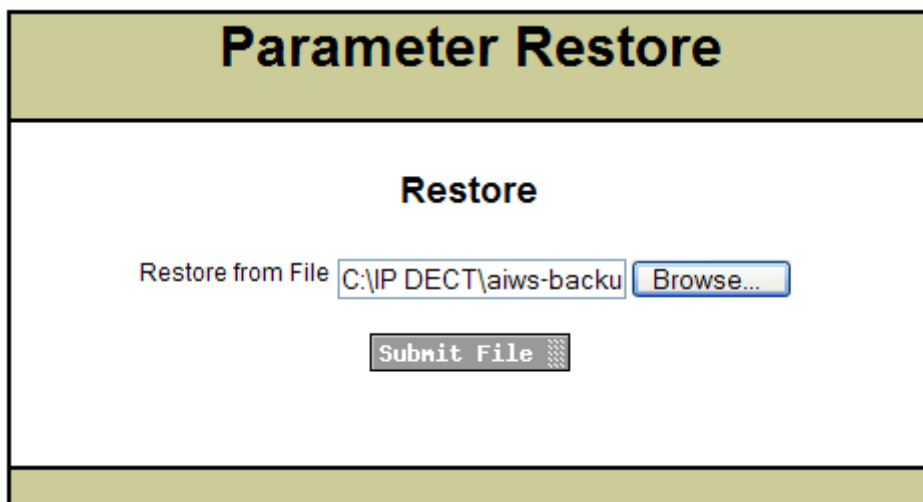 Parameter Restore
Restore
Restore from File C:\IP DECT\aiws-backu Browse...
Submit File